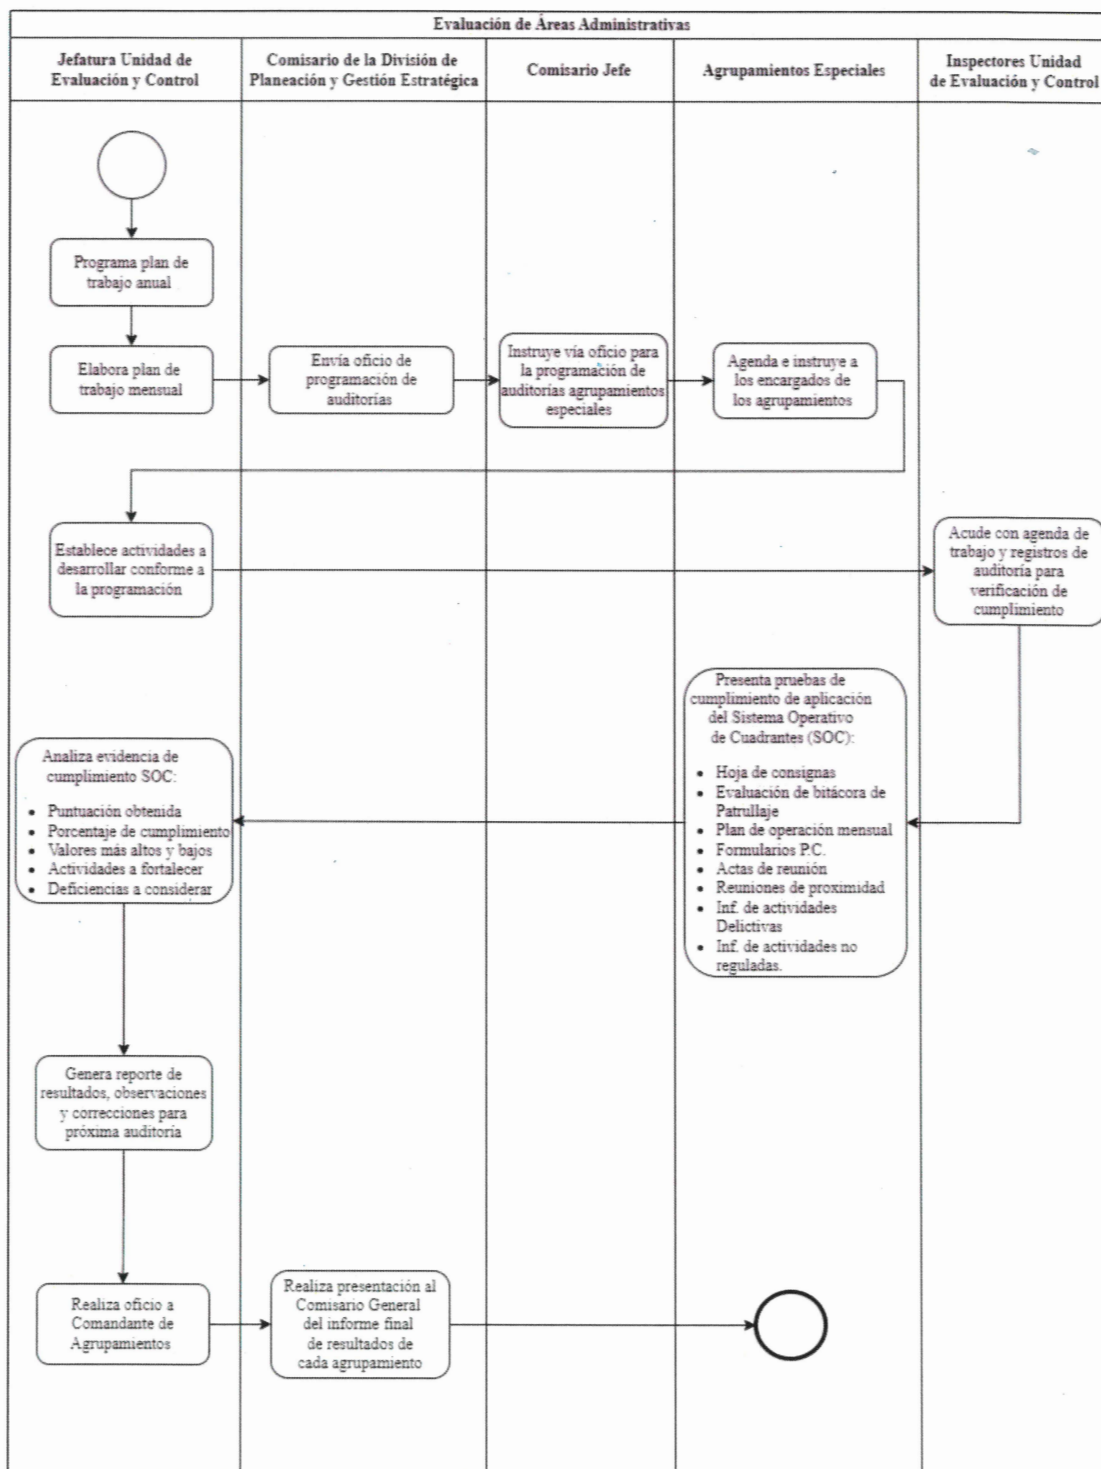 Evaluación de Áreas Administrativas
Jefatura Unidad de
Evaluación y Control
Comisario de la División de
Planeación y Gestión Estratégica
Comisario Jefe
Agrupamientos Especiales
Inspectores Unidad
de Evaluación y Control
Programa plan de
trabajo anual
Elabora plan de
trabajo mensual
Envía oficio de
programación de
auditorías
Instruye vía oficio para
la programación de
auditorías agrupamientos
especiales
Agenda e instruye a
los encargados de
los agrupamientos
Establece actividades a
desarrollar conforme a
la programación
Acude con agenda de
trabajo y registros de
auditoría para
verificación de
cumplimiento
Presenta pruebas de
cumplimiento de aplicación
del Sistema Operativo
de Cuadrantes (SOC):
• Hoja de consignas
• Evaluación de bitácora de
Patrullaje
• Plan de operación mensual
• Formularios P.C.
• Actas de reunión
• Reuniones de proximidad
• Inf. de actividades
Delictivas
• Inf. de actividades no
reguladas.
Analiza evidencia de
cumplimiento SOC:
• Puntuación obtenida
• Porcentaje de cumplimiento
• Valores más altos y bajos
• Actividades a fortalecer
• Deficiencias a considerar
Genera reporte de
resultados, observaciones
y correcciones para
próxima auditoría
Realiza oficio a
Comandante de
Agrupamientos
Realiza presentación al
Comisario General
del informe final
de resultados de
cada agrupamiento